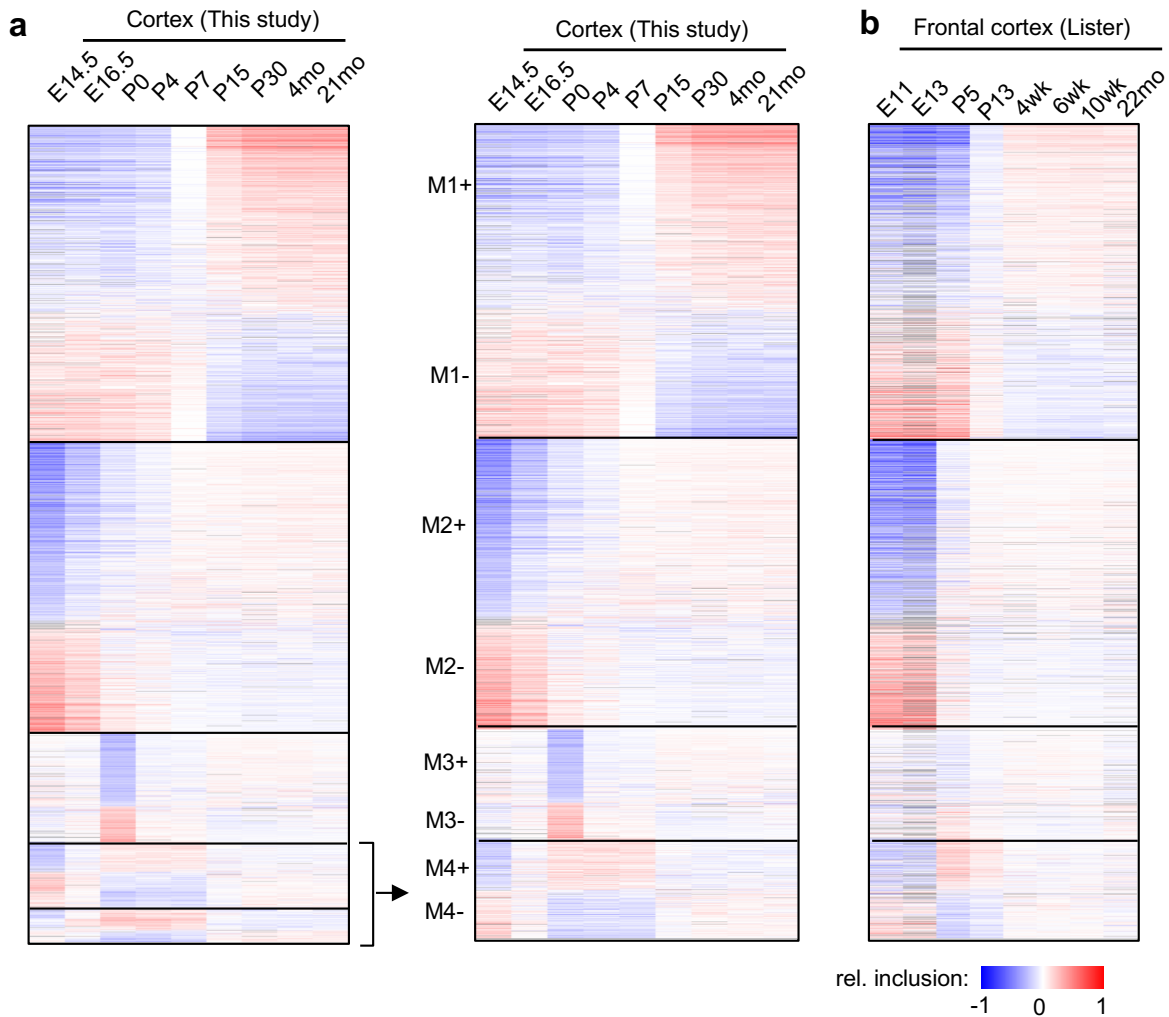 a
Cortex (This study)
E14.5 E16.5 P0 P4 P7 P15 P30 4mo 21mo
Cortex (This study)
E14.5 E16.5 P0 P4 P7 P15 P30 4mo 21mo
M1+
M1-
M2+
M2-
M3+
M3-
M4+
M4-
b
Frontal cortex (Lister)
E11 E13 P5 P13 4wk 6wk 10wk 22mo
rel. inclusion:
-1 0 1